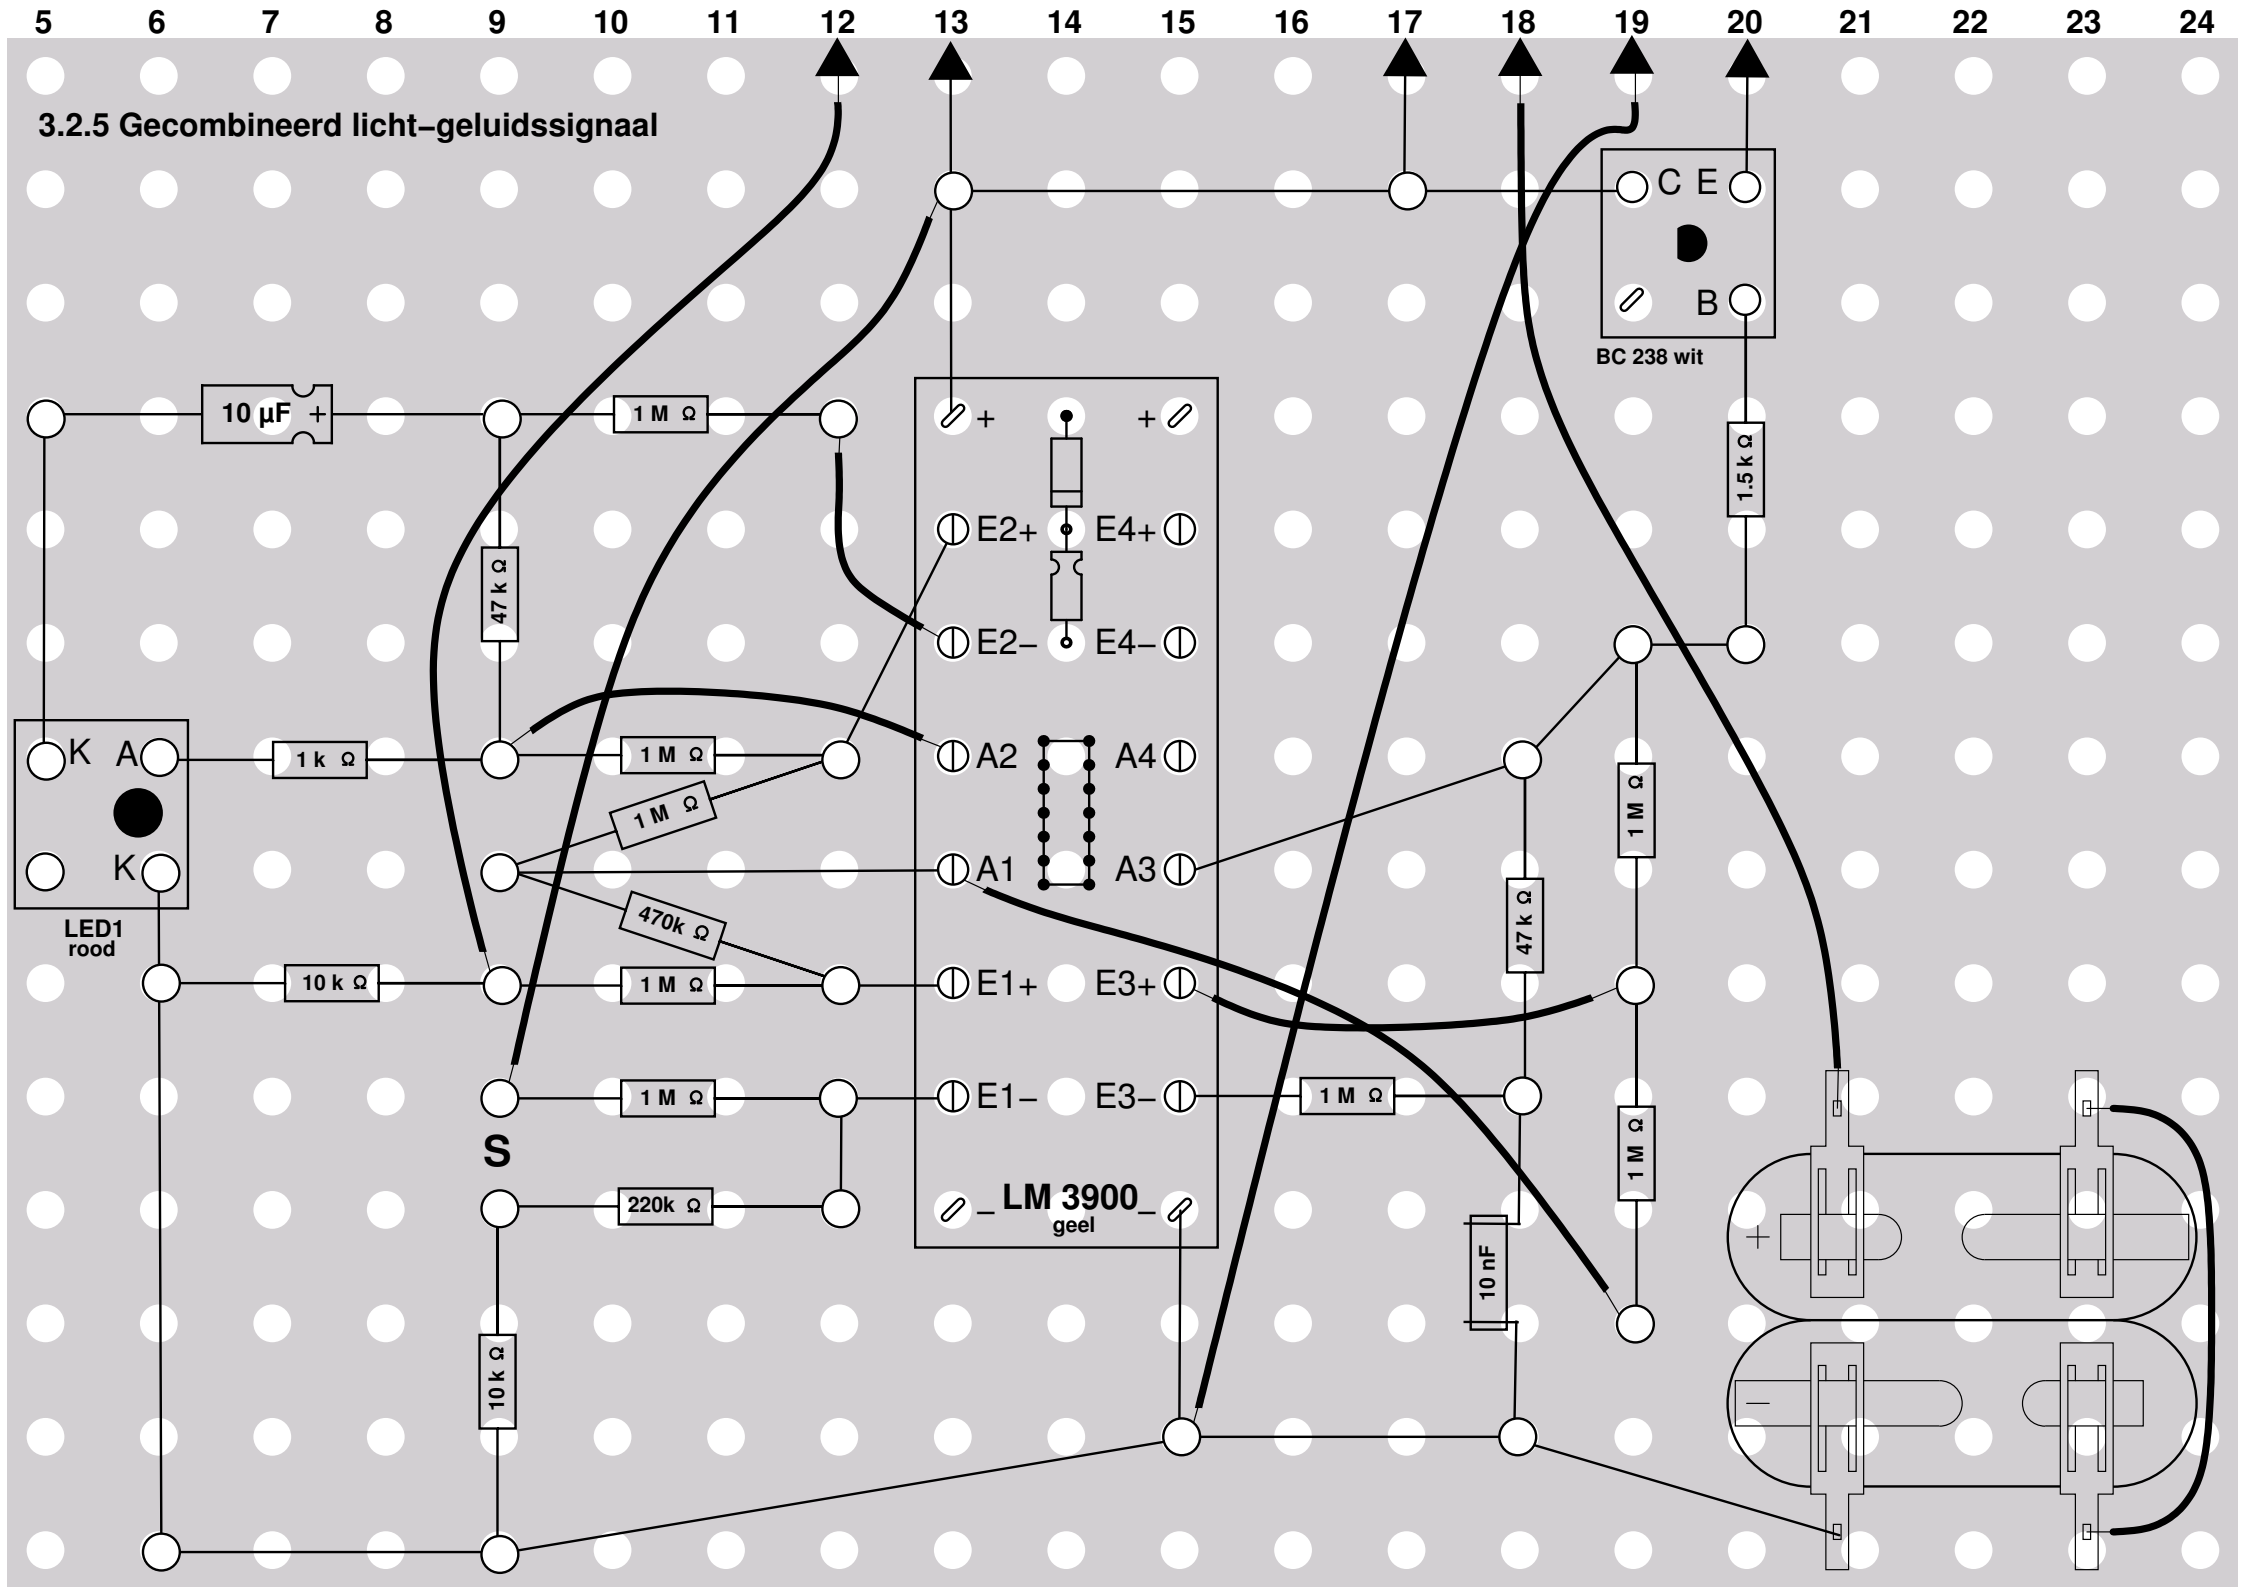 5 6 7 8 9 10 11 12 13 14 15 16 17 18 19 20 21 22 23 24
3.2.5 Gecombineerd licht–geluidssignaal
C E
B
BC 238 wit
10 µF +
1 M Ω
+ +
1.5 k Ω
E2+ E4+
47 k Ω
E2– E4–
K A
1 k Ω
1 M Ω
A2 A4
1 M Ω
1 M Ω
K
A1 A3
LED1
rood
470k Ω
47 k Ω
10 k Ω
1 M Ω
E1+ E3+
1 M Ω
E1– E3–
1 M Ω
1 M Ω
S
220k Ω
– LM 3900 –
geel
+
10 nF
10 k Ω
–